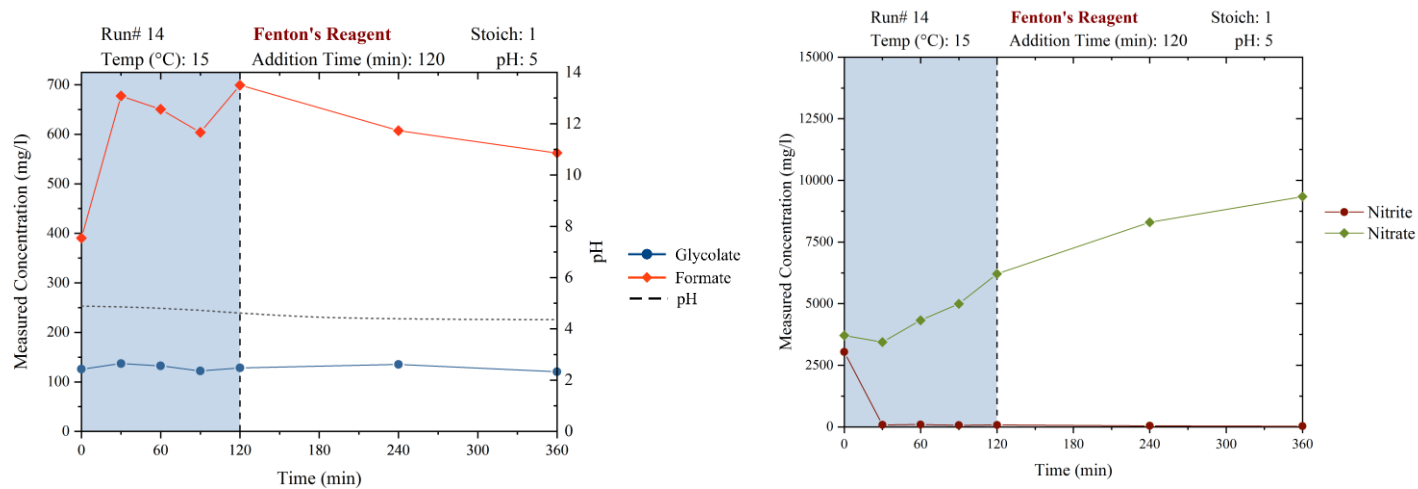 Run# 14 Fenton's Reagent Stoich: 1
Temp (°C): 15 Addition Time (min): 120 pH: 5
700
600
500
400
300
200
100
0
Measured Concentration (mg/l)
14
12
10
8
6
4
2
0
pH
0 60 120 180 240 300 360
Time (min)
Glycolate
Formate
pH
Run# 14 Fenton's Reagent Stoich: 1
Temp (°C): 15 Addition Time (min): 120 pH: 5
15000
12500
10000
7500
5000
2500
0
Measured Concentration (mg/l)
0 60 120 180 240 300 360
Time (min)
Nitrite
Nitrate